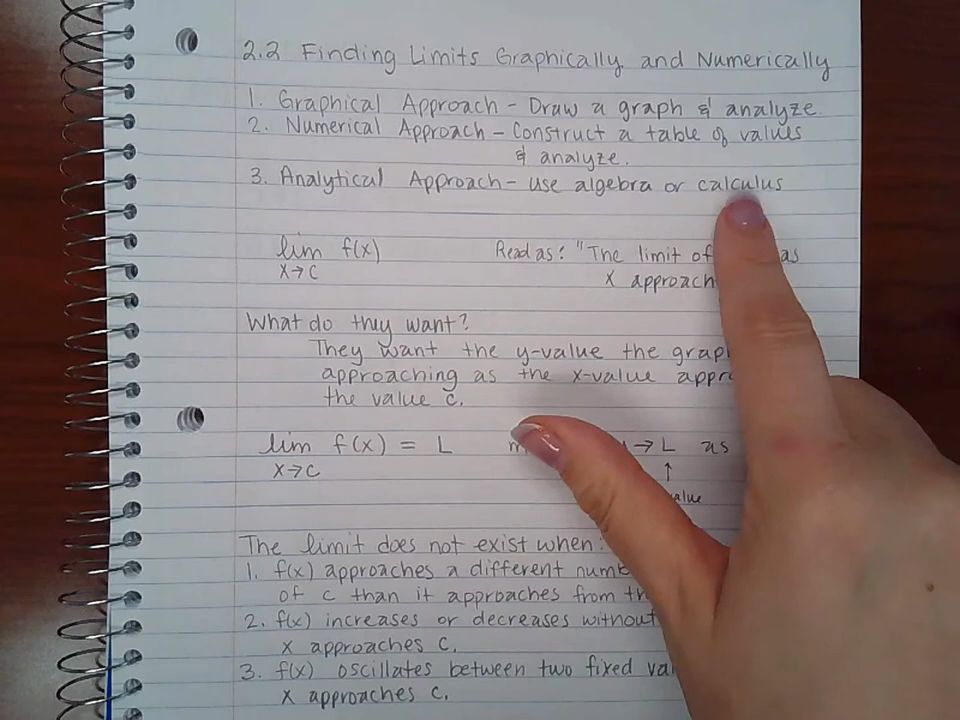 2.2 Finding Limits Graphically and Numerically
1. Graphical Approach - Draw a graph & analyze.
2. Numerical Approach - Construct a table of values
& analyze.
3. Analytical Approach - Use algebra or calculus
lim f(x) Read as: "The limit of as
x→c x approach
What do they want?
They want the y-value the grap
approaching as the x-value appr
the value c.
lim f(x) = L → L as
x→c ↑
The limit does not exist when:
1. f(x) approaches a different numb
of c than it approaches from
2. f(x) increases or decreases without
x approaches c.
3. f(x) oscillates between two fixed
x approaches c.